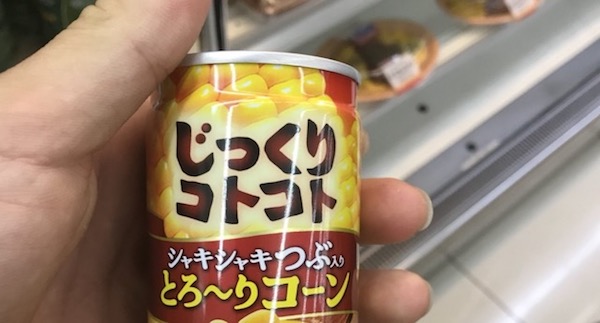 じっくり
コトコト
シャキシャキつぶ入り
とろ～りコーン